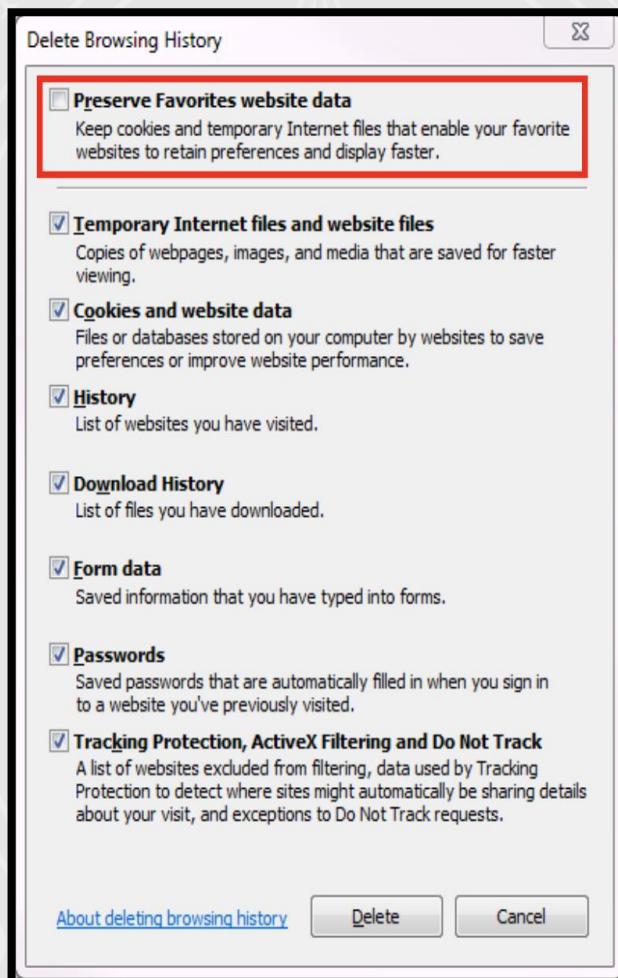 Delete Browsing History
Preserve Favorites website data
Keep cookies and temporary Internet files that enable your favorite
websites to retain preferences and display faster.
Temporary Internet files and website files
Copies of webpages, images, and media that are saved for faster
viewing.
Cookies and website data
Files or databases stored on your computer by websites to save
preferences or improve website performance.
History
List of websites you have visited.
Download History
List of files you have downloaded.
Form data
Saved information that you have typed into forms.
Passwords
Saved passwords that are automatically filled in when you sign in
to a website you've previously visited.
Tracking Protection, ActiveX Filtering and Do Not Track
A list of websites excluded from filtering, data used by Tracking
Protection to detect where sites might automatically be sharing details
about your visit, and exceptions to Do Not Track requests.
About deleting browsing history
Delete
Cancel